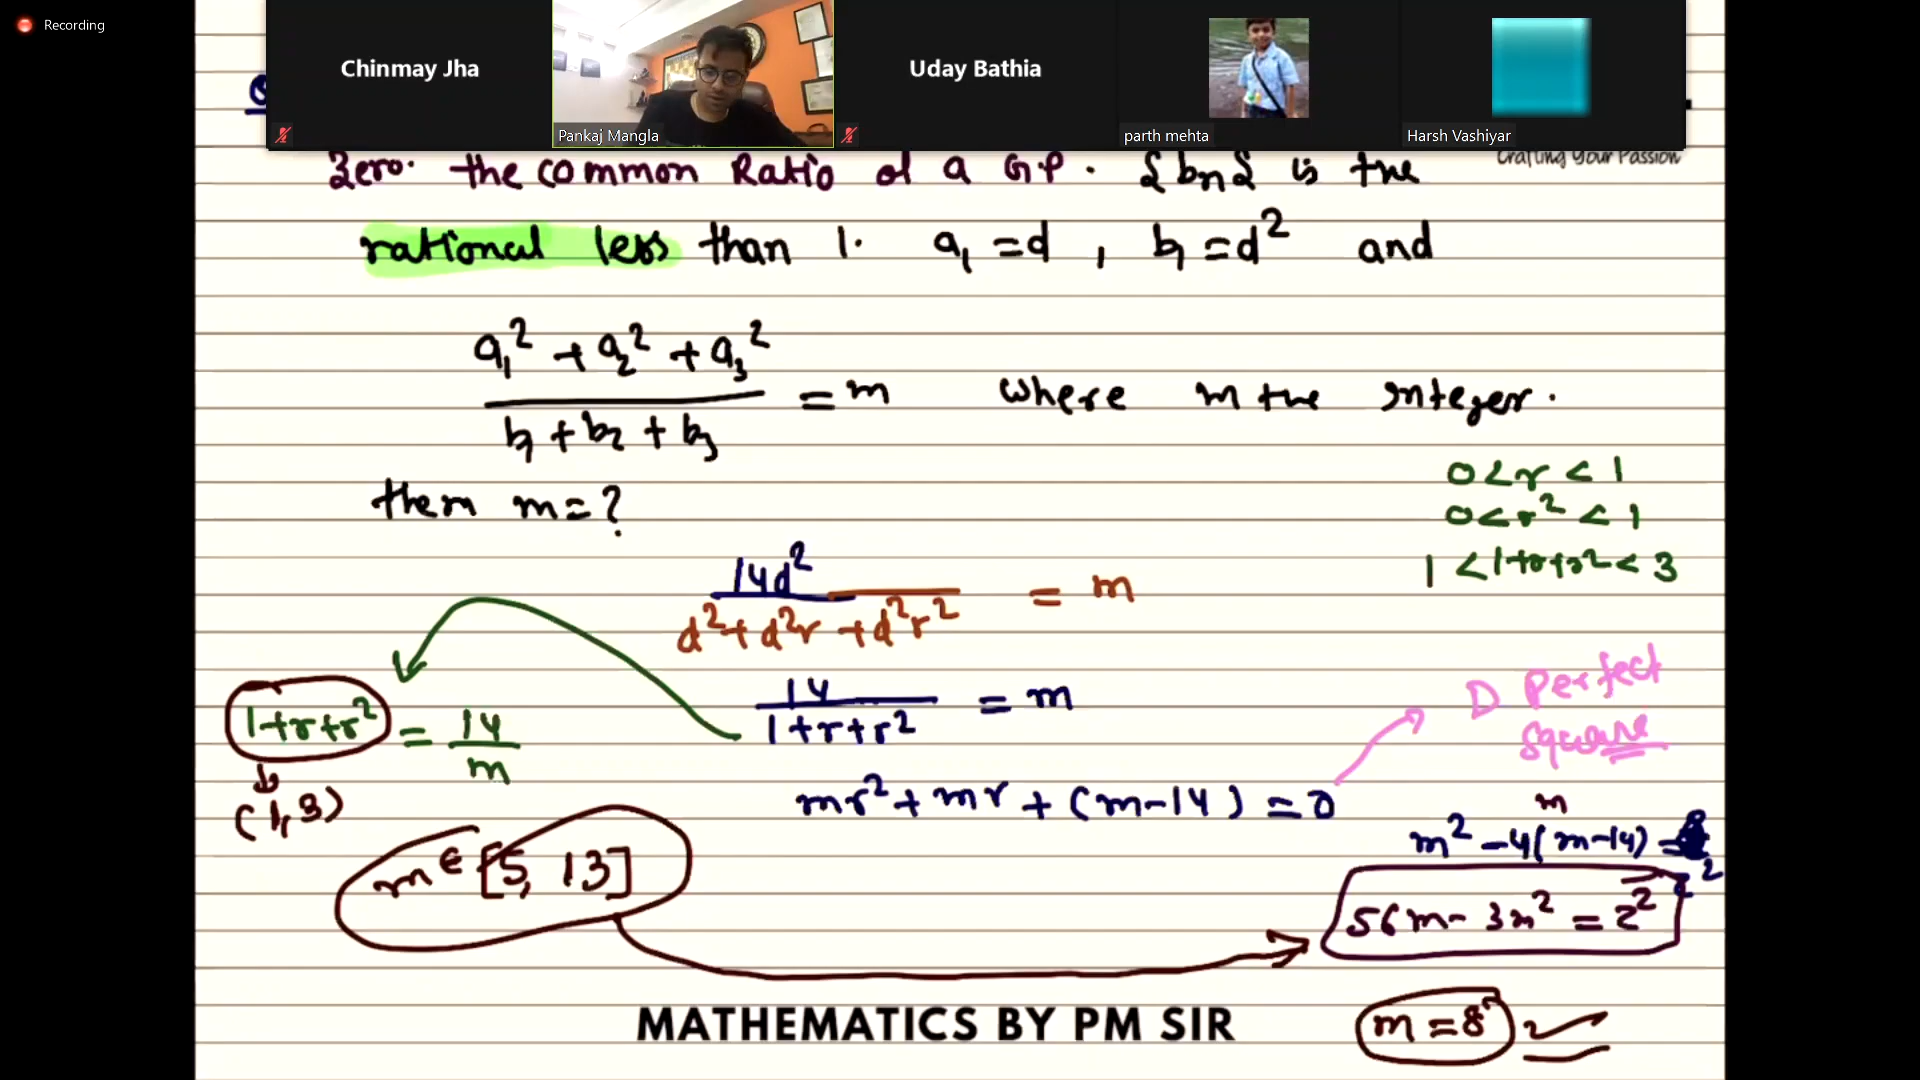 Recording
Chinmay Jha
Uday Bathia
Pankaj Mangla
parth mehta
Harsh Vashiyar
Crafting Your Passion
Zero. the common Ratio of a G.P. {bn} is the
rational less than 1. a₁ = d , b₁ = d² and
a₁² + a₂² + a₃²
b₁ + b₂ + b₃
= m where m the integer.
them m = ?
0 < r < 1
0 < r² < 1
1 < 1+r+r² < 3
14d²
d² + d²r + d²r²
= m
14
1+r+r²
= m
1+r+r² = 14
m
(1, 3)
mr² + mr + (m-14) = 0
D Perfect
square
m ∈ [5, 13]
m
m² - 4(m-14) =
56m - 3m² = z²
m = 8
MATHEMATICS BY PM SIR